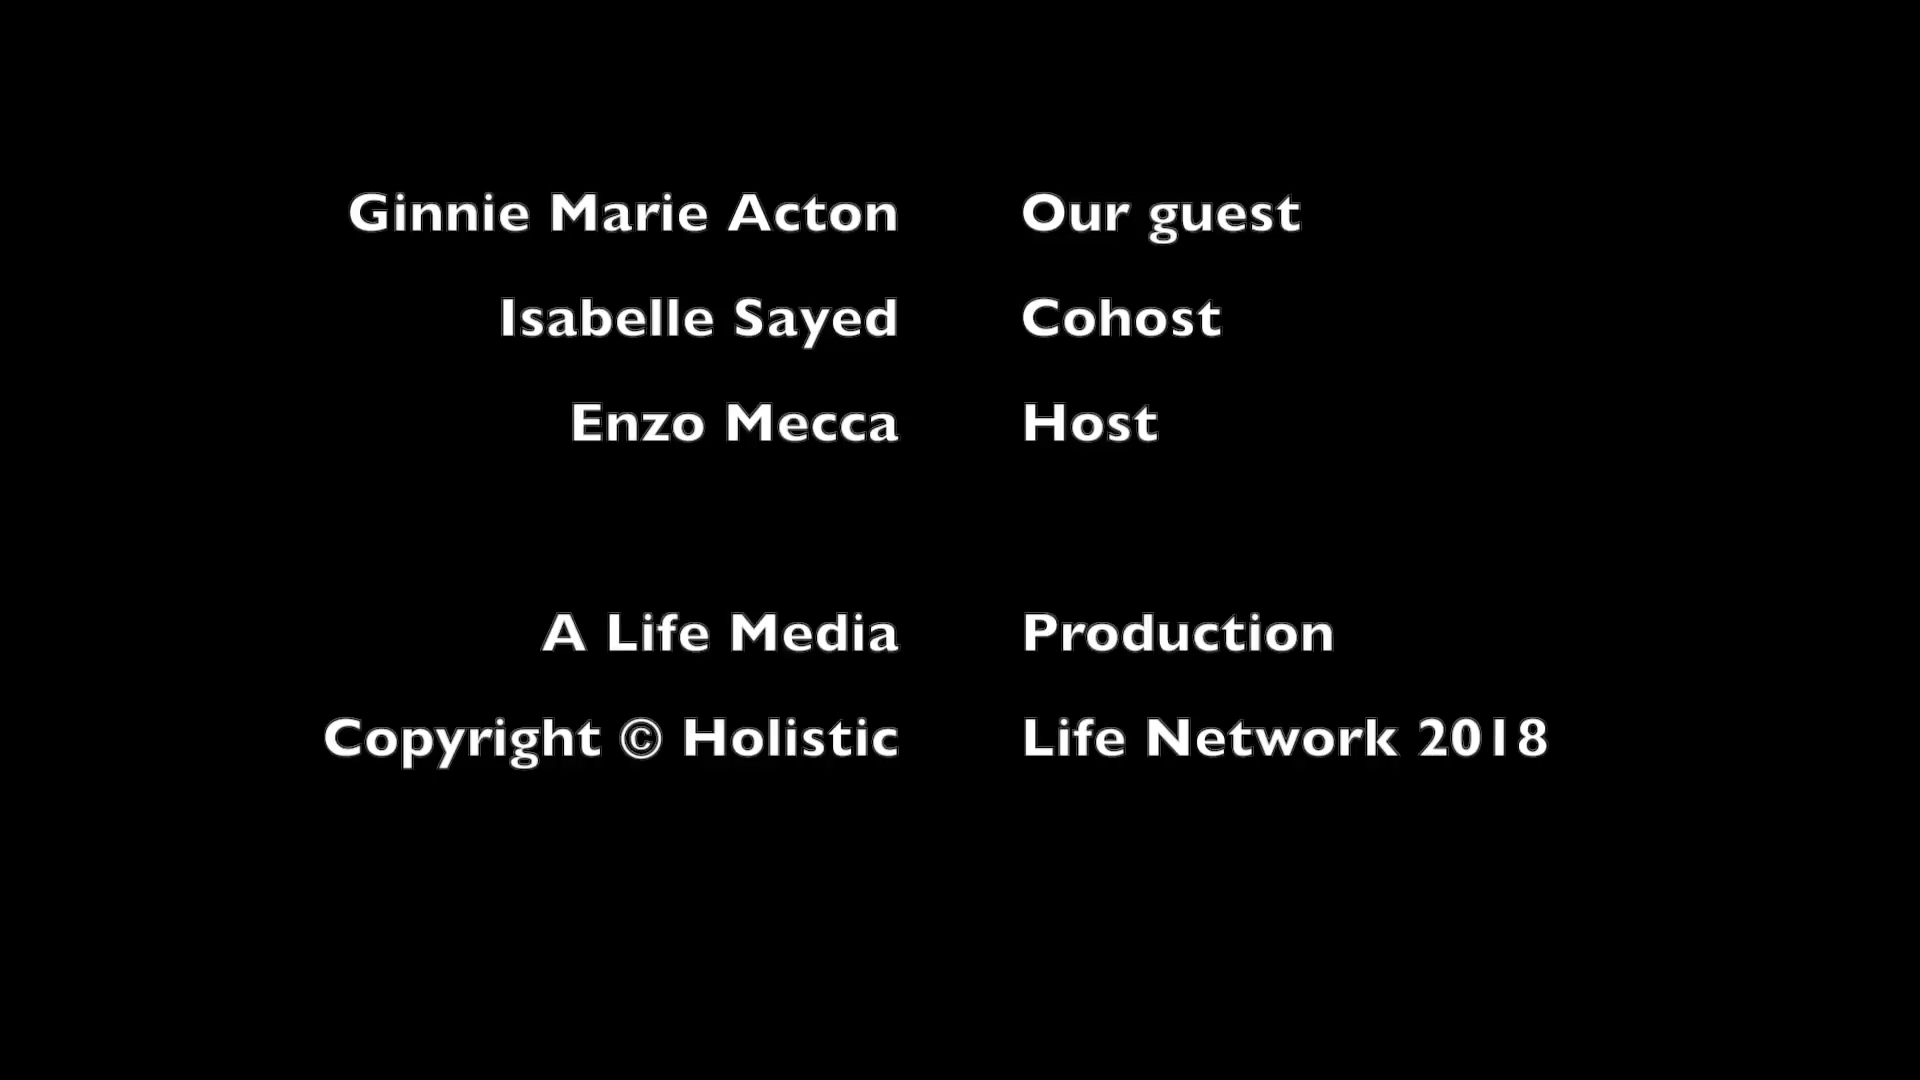 Ginnie Marie Acton Our guest
Isabelle Sayed Cohost
Enzo Mecca Host
A Life Media Production
Copyright © Holistic Life Network 2018